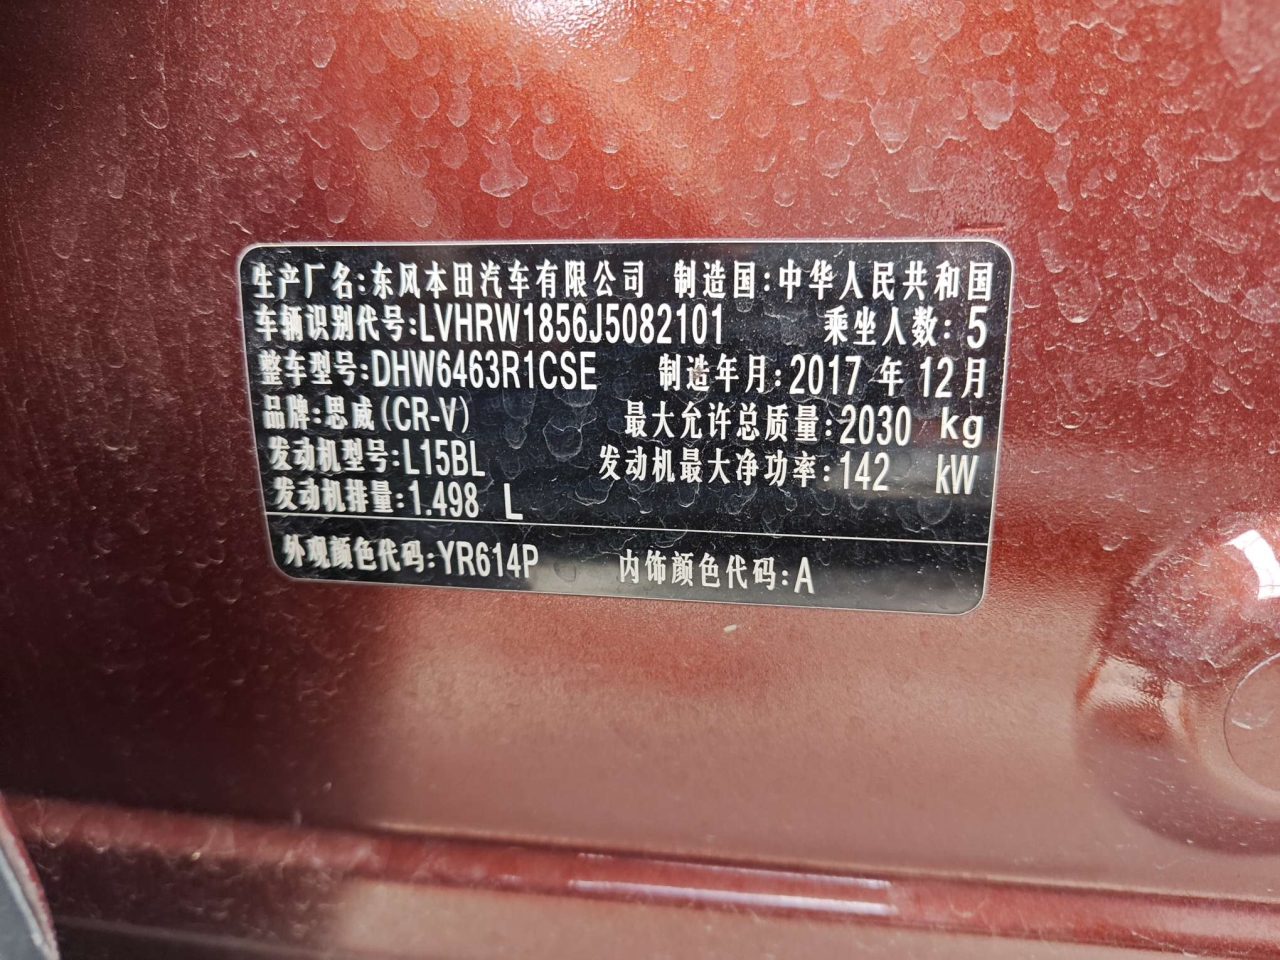 生产厂名:东风本田汽车有限公司 制造国:中华人民共和国
车辆识别代号:LVHRW1856J5082101 乘坐人数:5
整车型号:DHW6463R1CSE 制造年月:2017年12月
品牌:思威(CR-V) 最大允许总质量:2030 kg
发动机型号:L15BL 发动机最大净功率:142 kW
发动机排量:1.498 L
外观颜色代码:YR614P 内饰颜色代码:A